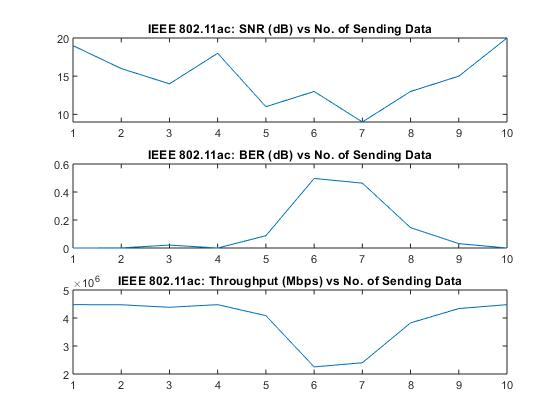 IEEE 802.11ac: SNR (dB) vs No. of Sending Data
20
15
10
1 2 3 4 5 6 7 8 9 10
IEEE 802.11ac: BER (dB) vs No. of Sending Data
0.6
0.4
0.2
0
1 2 3 4 5 6 7 8 9 10
×10⁶ IEEE 802.11ac: Throughput (Mbps) vs No. of Sending Data
5
4
3
2
1 2 3 4 5 6 7 8 9 10